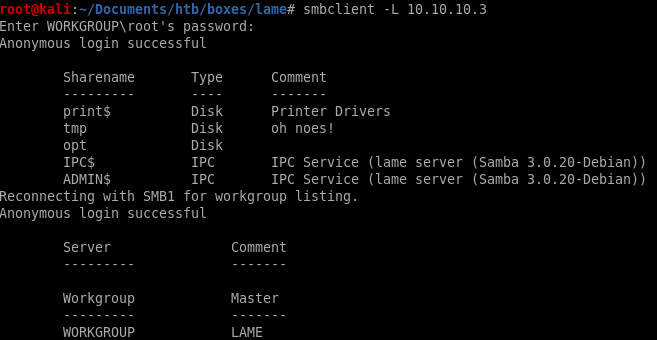 root@kali:~/Documents/htb/boxes/lame# smbclient -L 10.10.10.3
Enter WORKGROUP\root's password:
Anonymous login successful
Sharename Type Comment
--------- ---- -------
print$ Disk Printer Drivers
tmp Disk oh noes!
opt Disk
IPC$ IPC IPC Service (lame server (Samba 3.0.20-Debian))
ADMIN$ IPC IPC Service (lame server (Samba 3.0.20-Debian))
Reconnecting with SMB1 for workgroup listing.
Anonymous login successful
Server Comment
--------- -------
Workgroup Master
--------- -------
WORKGROUP LAME